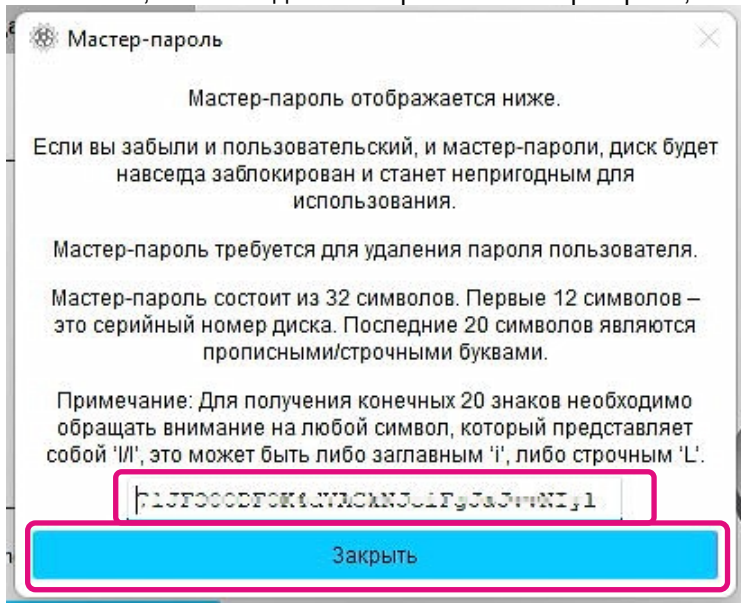 Мастер-пароль
Мастер-пароль отображается ниже.
Если вы забыли и пользовательский, и мастер-пароли, диск будет
навсегда заблокирован и станет непригодным для
использования.
Мастер-пароль требуется для удаления пароля пользователя.
Мастер-пароль состоит из 32 символов. Первые 12 символов –
это серийный номер диска. Последние 20 символов являются
прописными/строчными буквами.
Примечание: Для получения конечных 20 знаков необходимо
обращать внимание на любой символ, который представляет
собой 'I/l', это может быть либо заглавным 'i', либо строчным 'L'.
Закрыть